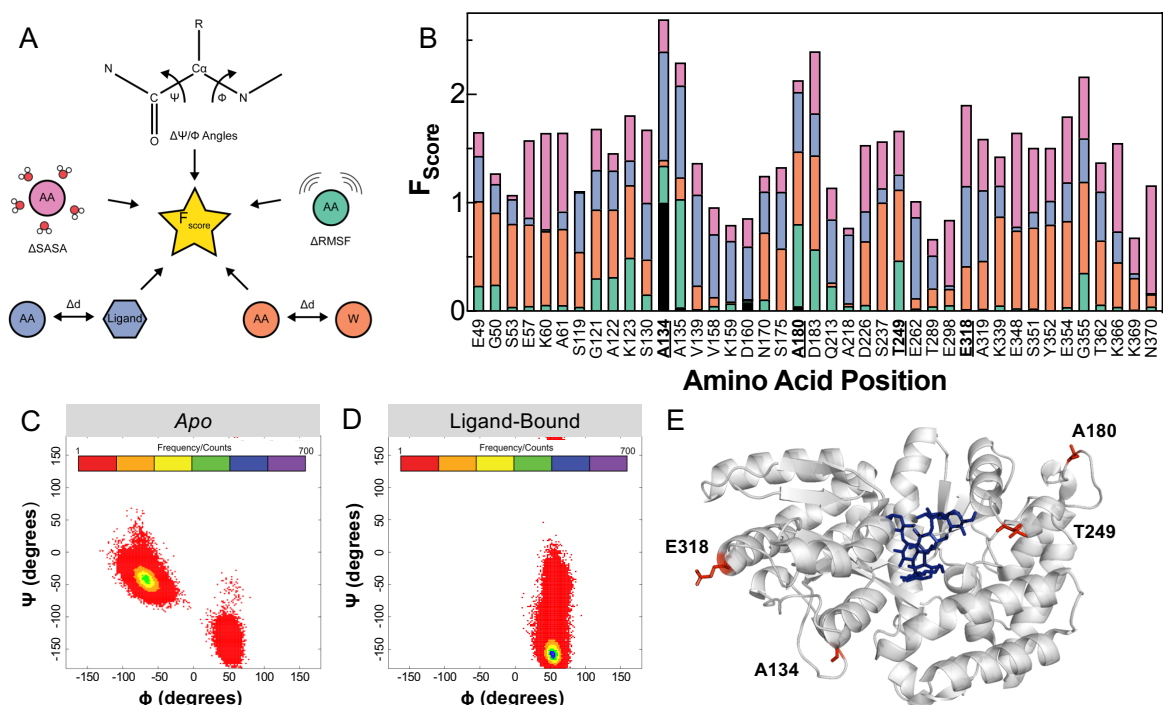 A
R
N
Cα
Ψ
Φ
C
N
O
ΔΨ/Φ Angles
AA
ΔSASA
F score
AA
ΔRMSF
AA
Δd
Ligand
AA
Δd
W
B
FScore
2
1
0
E49
G50
S53
E57
K60
A61
S119
G121
A122
K123
S130
A134
A135
V139
V158
K159
D160
N170
S175
A180
D183
Q213
A218
D226
S237
T249
E262
T289
E298
E318
A319
K339
E348
S351
Y352
E354
G355
T362
K366
K369
N370
Amino Acid Position
C
Apo
1
Frequency/Counts
700
Ψ (degrees)
150
100
50
0
-50
-100
-150
-150
-100
-50
0
50
100
150
Φ (degrees)
D
Ligand-Bound
1
Frequency/Counts
700
Ψ (degrees)
150
100
50
0
-50
-100
-150
-150
-100
-50
0
50
100
150
Φ (degrees)
E
A180
T249
E318
A134